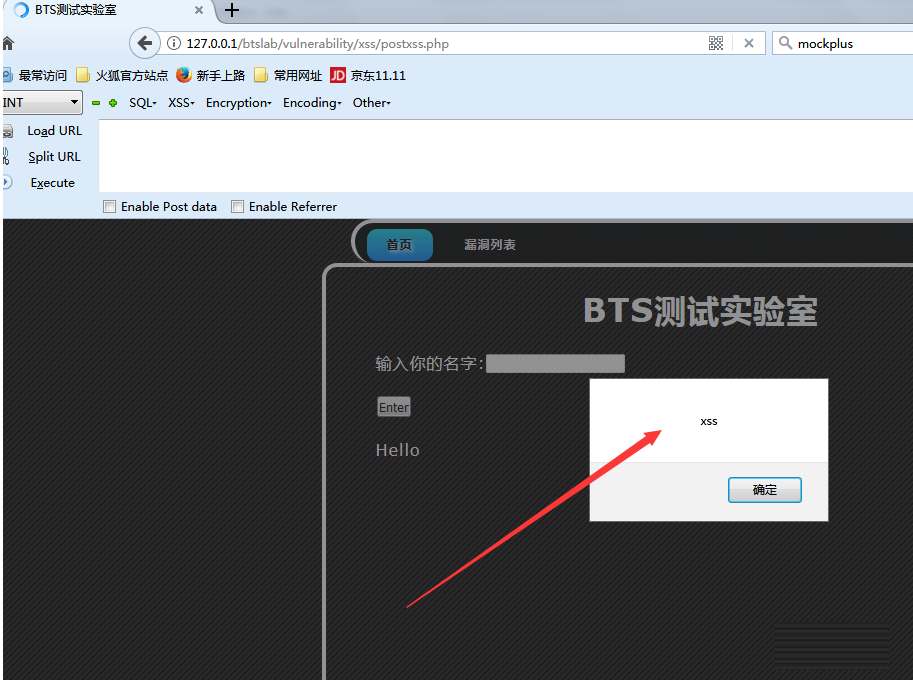 BTS测试实验室
127.0.0.1/btslab/vulnerability/xss/postxss.php
mockplus
最常访问 火狐官方站点 新手上路 常用网址 JD 京东11.11
INT SQL XSS Encryption Encoding Other
Load URL
Split URL
Execute
Enable Post data Enable Referrer
首页 漏洞列表
BTS测试实验室
输入你的名字:
Enter
Hello
xss
确定